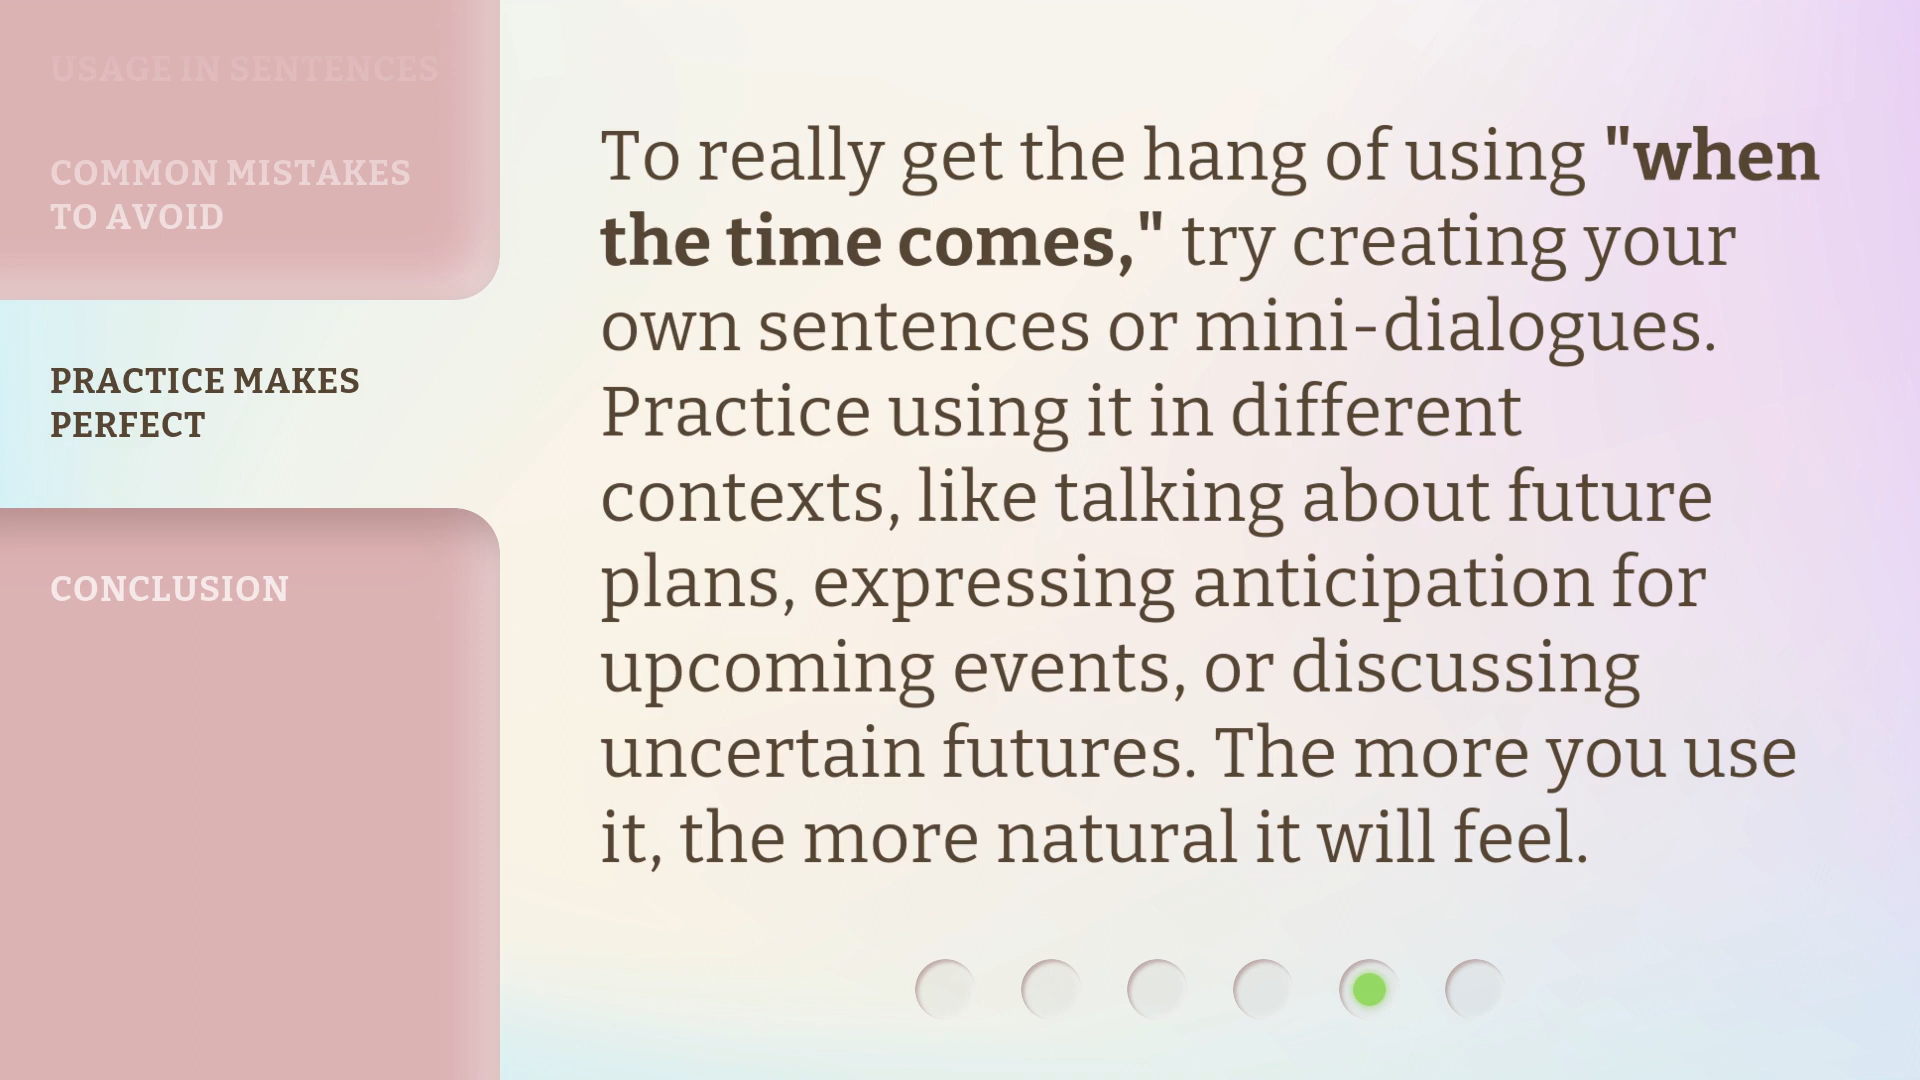 USAGE IN SENTENCES
COMMON MISTAKES
TO AVOID
PRACTICE MAKES
PERFECT
CONCLUSION
To really get the hang of using "when
the time comes," try creating your
own sentences or mini-dialogues.
Practice using it in different
contexts, like talking about future
plans, expressing anticipation for
upcoming events, or discussing
uncertain futures. The more you use
it, the more natural it will feel.